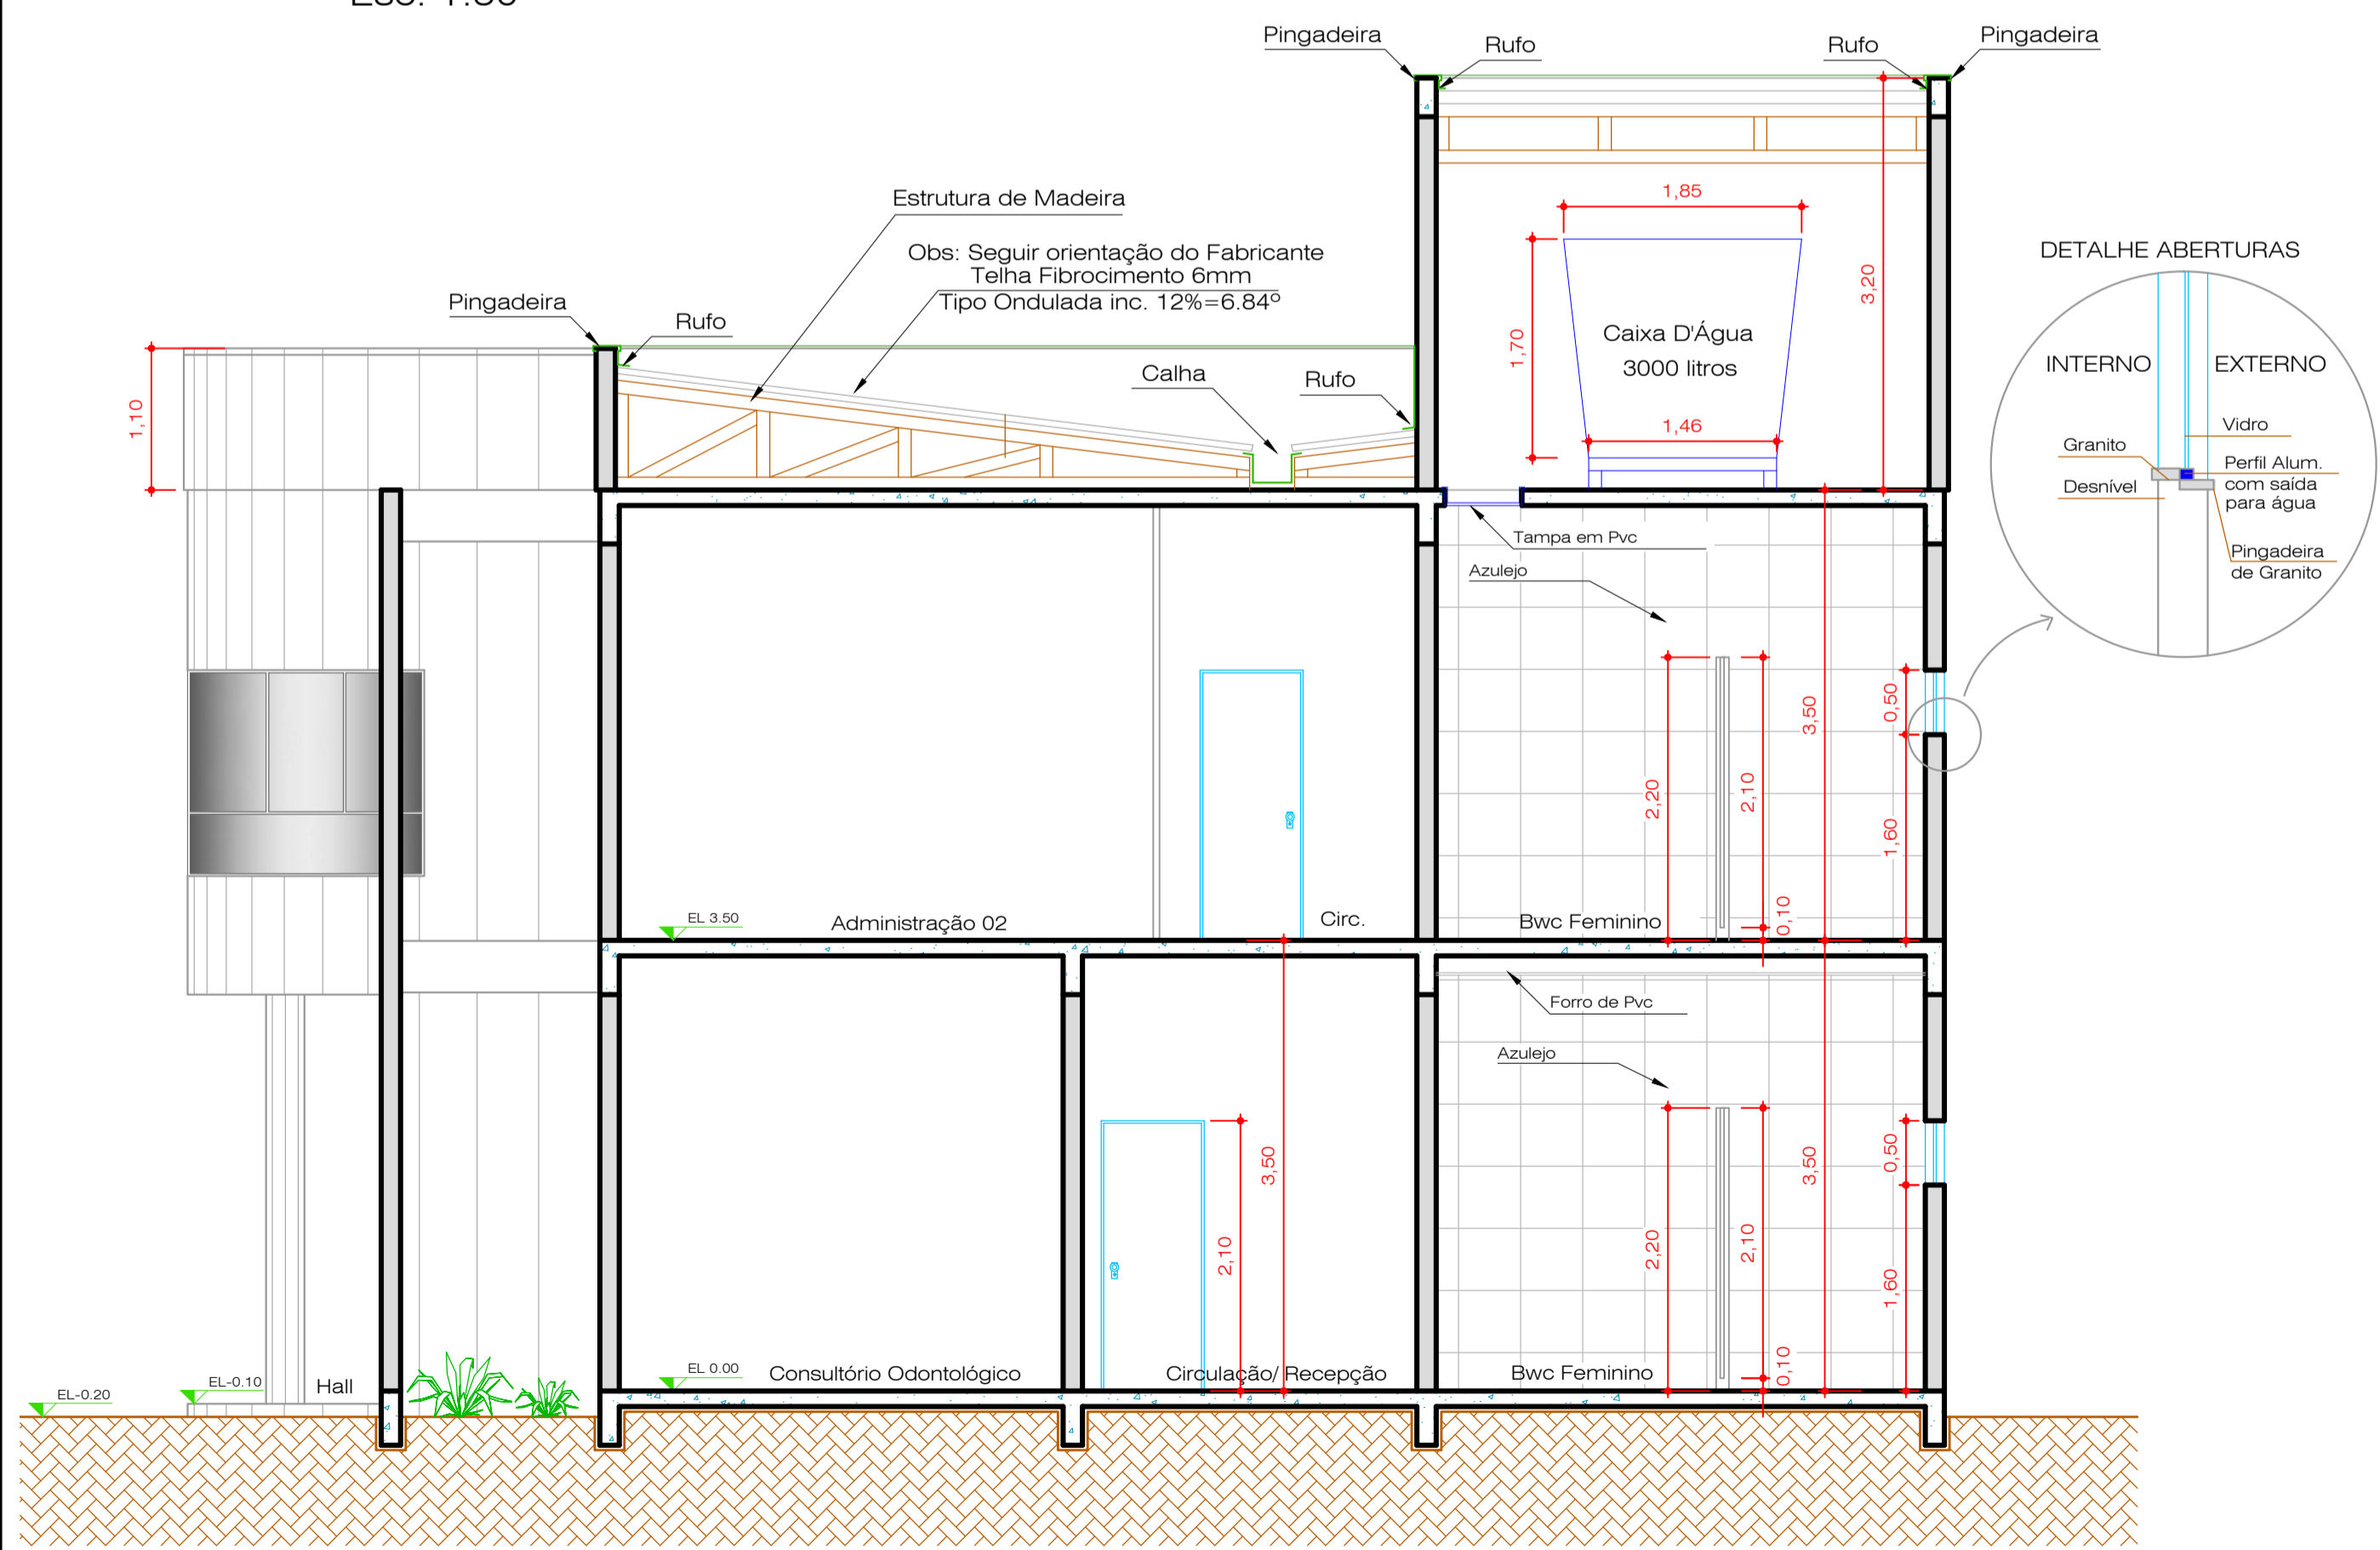 Pingadeira
Rufo
Rufo
Pingadeira
Estrutura de Madeira
1,85
3,20
DETALHE ABERTURAS
Obs: Seguir orientação do Fabricante
Telha Fibrocimento 6mm
Tipo Ondulada inc. 12%=6.84º
Pingadeira
Rufo
1,70
Caixa D'Água
3000 litros
INTERNO
EXTERNO
Calha
Rufo
1,10
1,46
Vidro
Granito
Perfil Alum.
com saída
para água
Desnível
Pingadeira
de Granito
Tampa em Pvc
Azulejo
3,50
0,50
2,20
2,10
1,60
0,10
EL 3.50
Administração 02
Circ.
Bwc Feminino
Forro de Pvc
Azulejo
3,50
3,50
0,50
2,10
2,20
2,10
1,60
0,10
EL 0.00
Consultório Odontológico
Circulação/ Recepção
Bwc Feminino
EL-0.20
EL-0.10
Hall